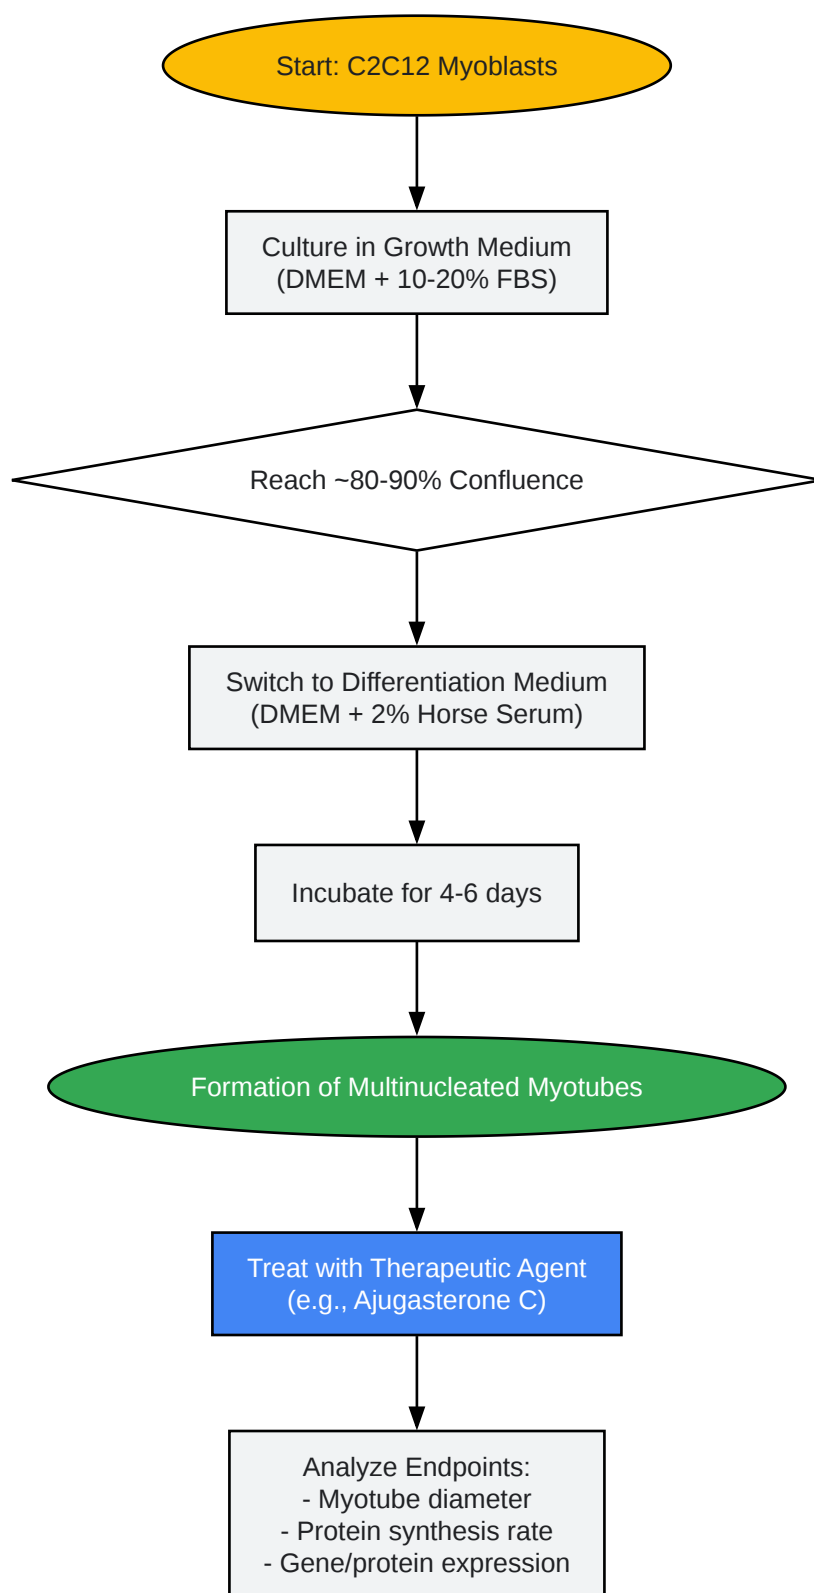 Start: C2C12 Myoblasts
Culture in Growth Medium
(DMEM + 10-20% FBS)
Reach ~80-90% Confluence
Switch to Differentiation Medium
(DMEM + 2% Horse Serum)
Incubate for 4-6 days
Formation of Multinucleated Myotubes
Treat with Therapeutic Agent
(e.g., Ajugasterone C)
Analyze Endpoints:
- Myotube diameter
- Protein synthesis rate
- Gene/protein expression